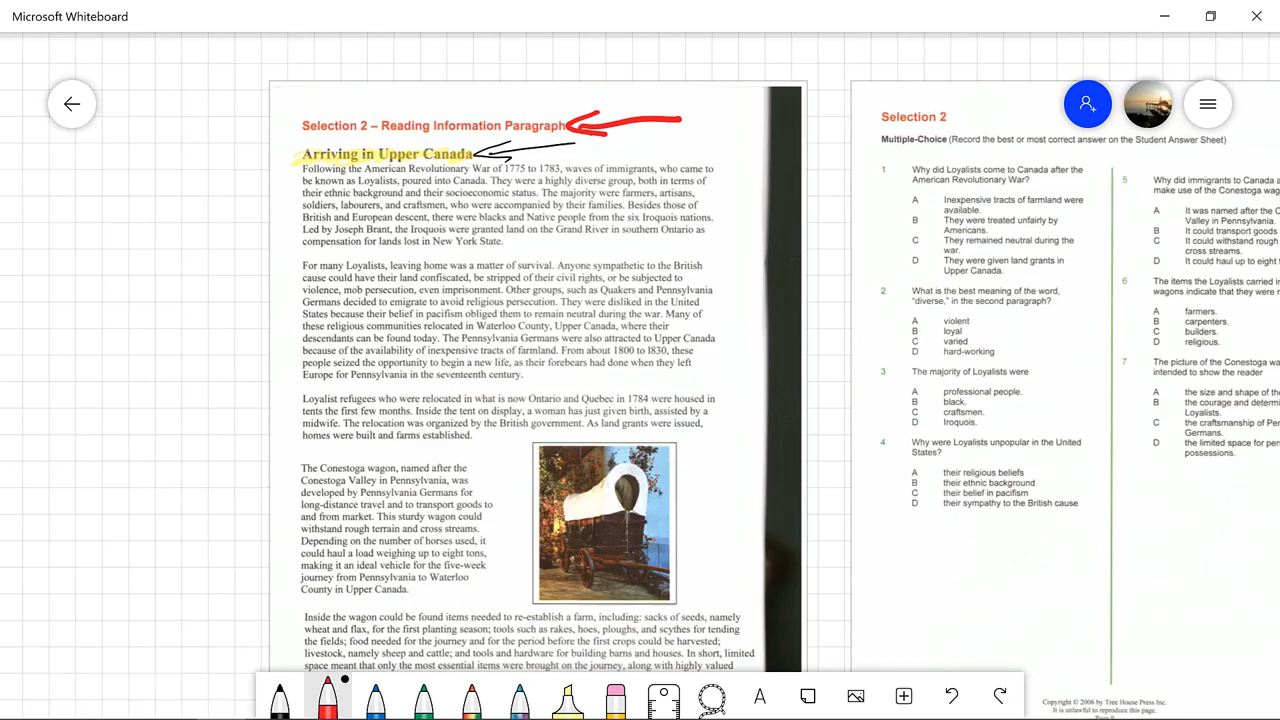 Microsoft Whiteboard
Selection 2 – Reading Information Paragraph
Arriving in Upper Canada
Following the American Revolutionary War of 1775 to 1783, waves of immigrants, who came to
be known as Loyalists, poured into Canada. They were a highly diverse group, both in terms of
their ethnic background and their socioeconomic status. The majority were farmers, artisans,
soldiers, labourers, and craftsmen, who were accompanied by their families. Besides those of
British and European descent, there were blacks and Native people from the six Iroquois nations.
Led by Joseph Brant, the Iroquois were granted land on the Grand River in southern Ontario as
compensation for lands lost in New York State.
For many Loyalists, leaving home was a matter of survival. Anyone sympathetic to the British
cause could have their land confiscated, be stripped of their civil rights, or be subjected to
violence, mob persecution, even imprisonment. Other groups, such as Quakers and Pennsylvania
Germans decided to emigrate to avoid religious persecution. They were disliked in the United
States because their belief in pacifism obliged them to remain neutral during the war. Many of
these religious communities relocated in Waterloo County, Upper Canada, where their
descendants can be found today. The Pennsylvania Germans were also attracted to Upper Canada
because of the availability of inexpensive tracts of farmland. From about 1800 to l830, these
people seized the opportunity to begin a new life, as their forebears had done when they left
Europe for Pennsylvania in the seventeenth century.
Loyalist refugees who were relocated in what is now Ontario and Quebec in 1784 were housed in
tents the first few months. Inside the tent on display, a woman has just given birth, assisted by a
midwife. The relocation was organized by the British government. As land grants were issued,
homes were built and farms established.
The Conestoga wagon, named after the
Conestoga Valley in Pennsylvania, was
developed by Pennsylvania Germans for
long-distance travel and to transport goods to
and from market. This sturdy wagon could
withstand rough terrain and cross streams.
Depending on the number of horses used, it
could haul a load weighing up to eight tons,
making it an ideal vehicle for the five-week
journey from Pennsylvania to Waterloo
County in Upper Canada.
Inside the wagon could be found items needed to re-establish a farm, including: sacks of seeds, namely
wheat and flax, for the first planting season; tools such as rakes, hoes, ploughs, and scythes for tending
the fields; food needed for the journey and for the period before the first crops could be harvested;
livestock, namely sheep and cattle; and tools and hardware for building barns and houses. In short, limited
space meant that only the most essential items were brought on the journey, along with highly valued
Selection 2
Multiple-Choice (Record the best or most correct answer on the Student Answer Sheet)
1 Why did Loyalists come to Canada after the
American Revolutionary War?
A Inexpensive tracts of farmland were
available.
B They were treated unfairly by
Americans.
C They remained neutral during the
war.
D They were given land grants in
Upper Canada.
2 What is the best meaning of the word,
“diverse,” in the second paragraph?
A violent
B loyal
C varied
D hard-working
3 The majority of Loyalists were
A professional people.
B black.
C craftsmen.
D Iroquois.
4 Why were Loyalists unpopular in the United
States?
A their religious beliefs
B their ethnic background
C their belief in pacifism
D their sympathy to the British cause
5 Why did immigrants to Canada a
make use of the Conestoga wag
A It was named after the C
Valley in Pennsylvania.
B It could transport goods
C It could withstand rough
cross streams.
D It could haul up to eight
6 The items the Loyalists carried in
wagons indicate that they were
A farmers.
B carpenters.
C builders.
D religious.
7 The picture of the Conestoga wa
intended to show the reader
A the size and shape of the
B the courage and determ
Loyalists.
C the craftsmanship of Pen
Germans.
D the limited space for per
possessions.
Copyright © 2006 by Tree House Press Inc.
It is unlawful to reproduce this page.